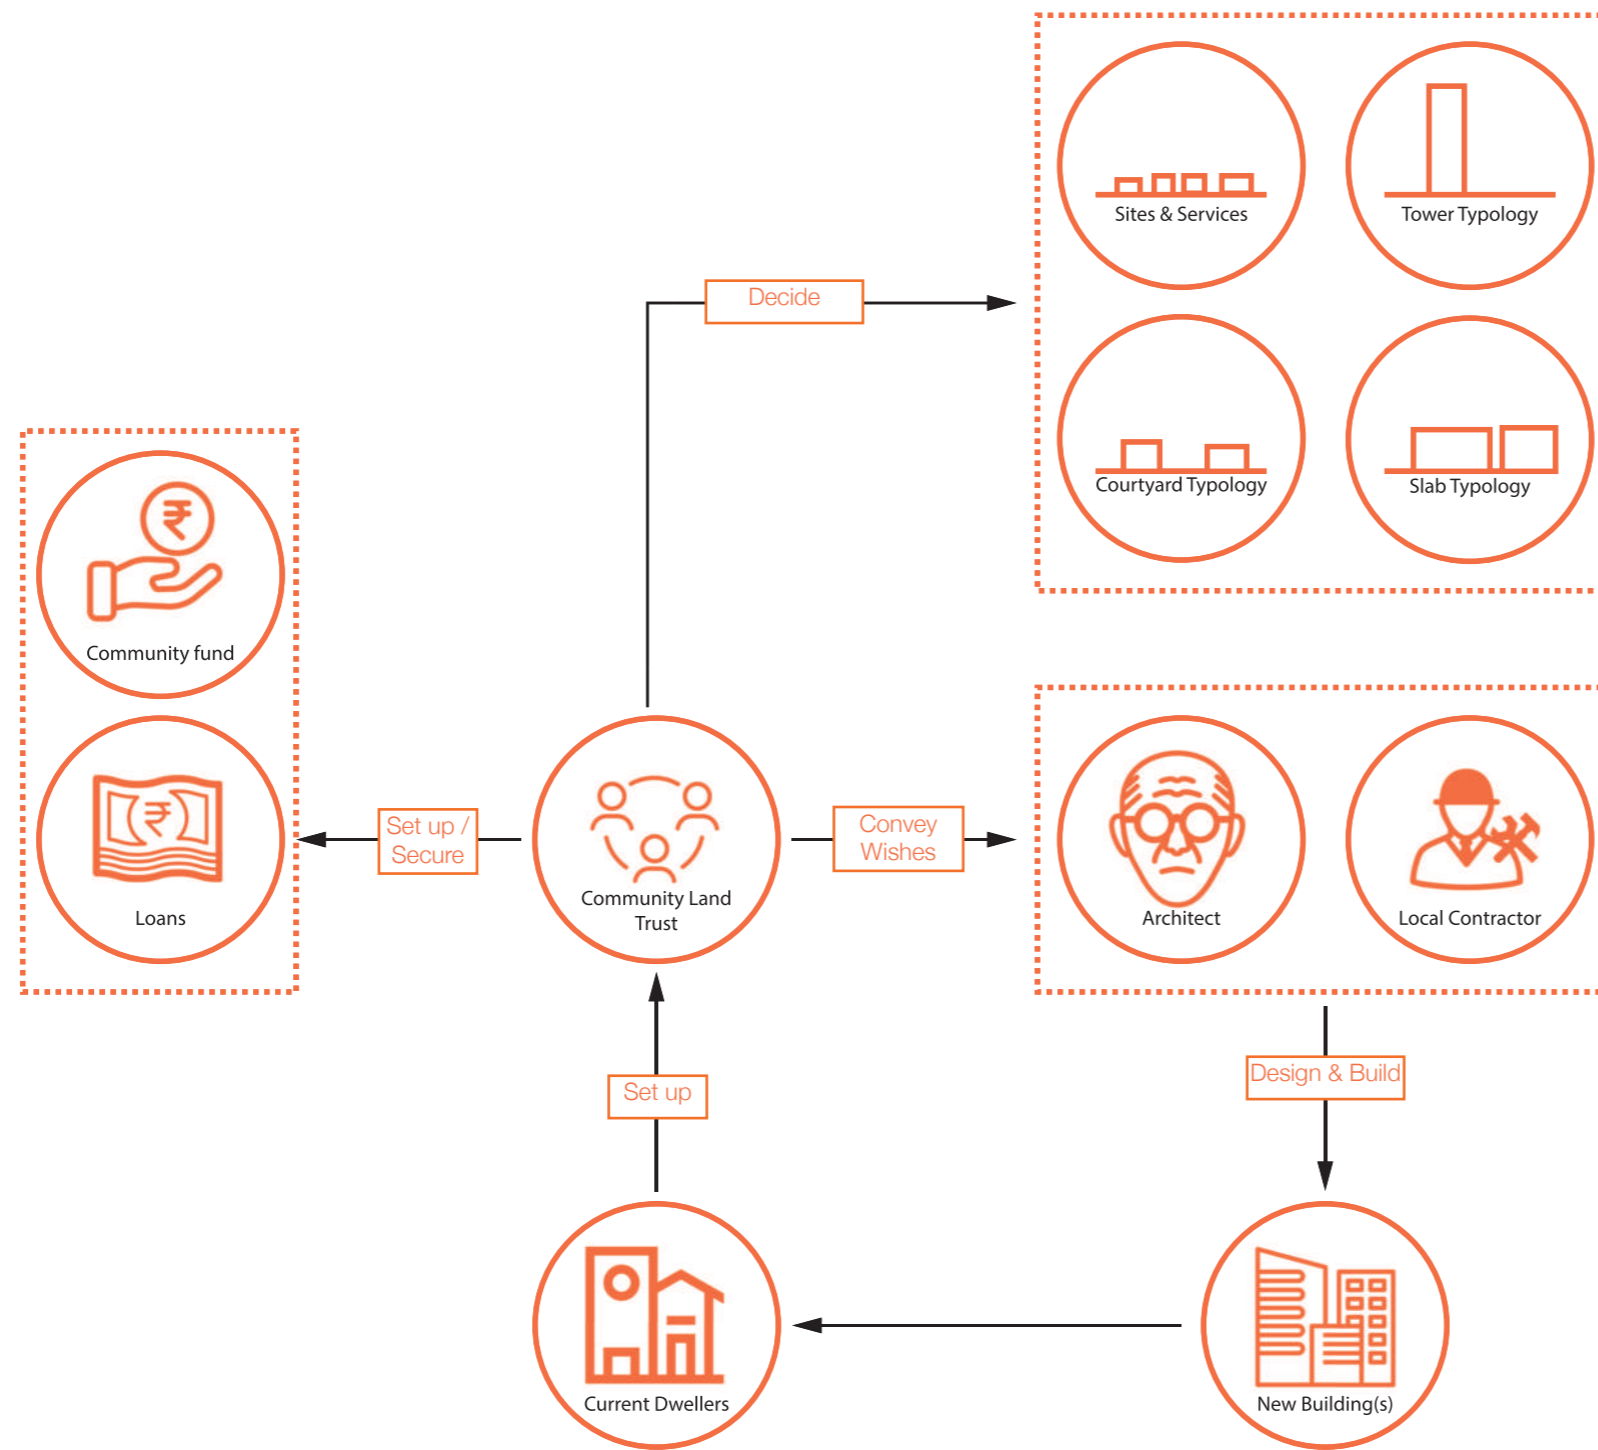 Sites & Services
Tower Typology
Decide
Courtyard Typology
Slab Typology
₹
Community fund
₹
Loans
Set up /
Secure
Community Land
Trust
Convey
Wishes
Architect
Local Contractor
Set up
Design & Build
Current Dwellers
New Building(s)